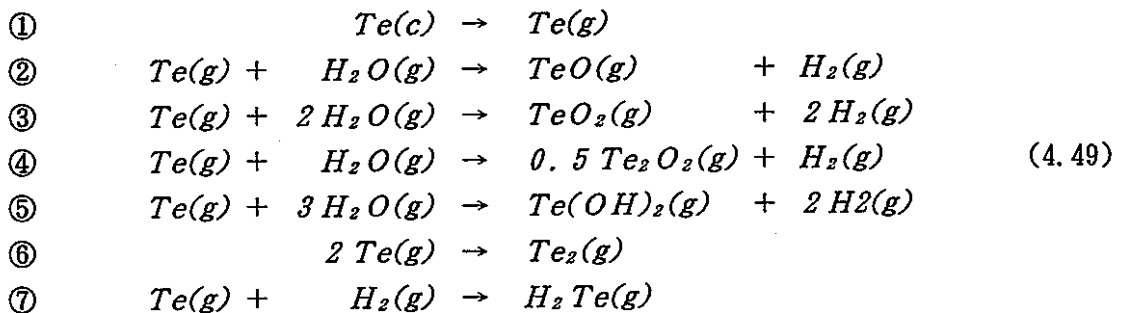 ① Te(c) → Te(g)
② Te(g) + H₂O(g) → TeO(g) + H₂(g)
③ Te(g) + 2 H₂O(g) → TeO₂(g) + 2 H₂(g)
④ Te(g) + H₂O(g) → 0. 5 Te₂O₂(g) + H₂(g) (4.49)
⑤ Te(g) + 3 H₂O(g) → Te(OH)₂(g) + 2 H2(g)
⑥ 2 Te(g) → Te₂(g)
⑦ Te(g) + H₂(g) → H₂Te(g)